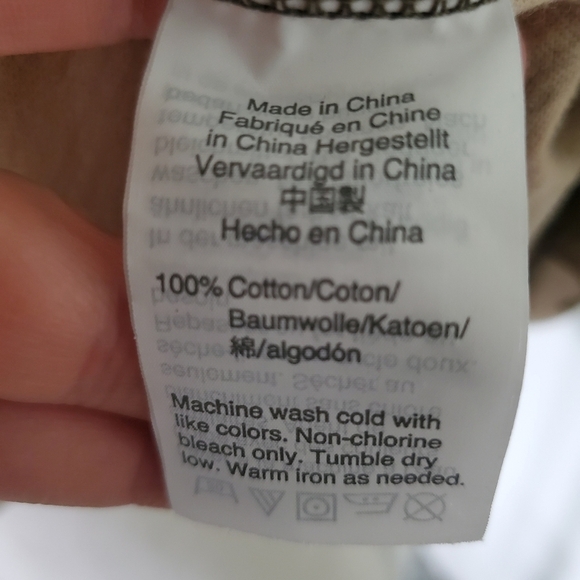 Made in China
Fabriqué en Chine
in China Hergestellt
Vervaardigd in China
中国製
Hecho en China
100% Cotton/Coton/
Baumwolle/Katoen/
綿/algodón
Machine wash cold with
like colors. Non-chlorine
bleach only. Tumble dry
low. Warm iron as needed.